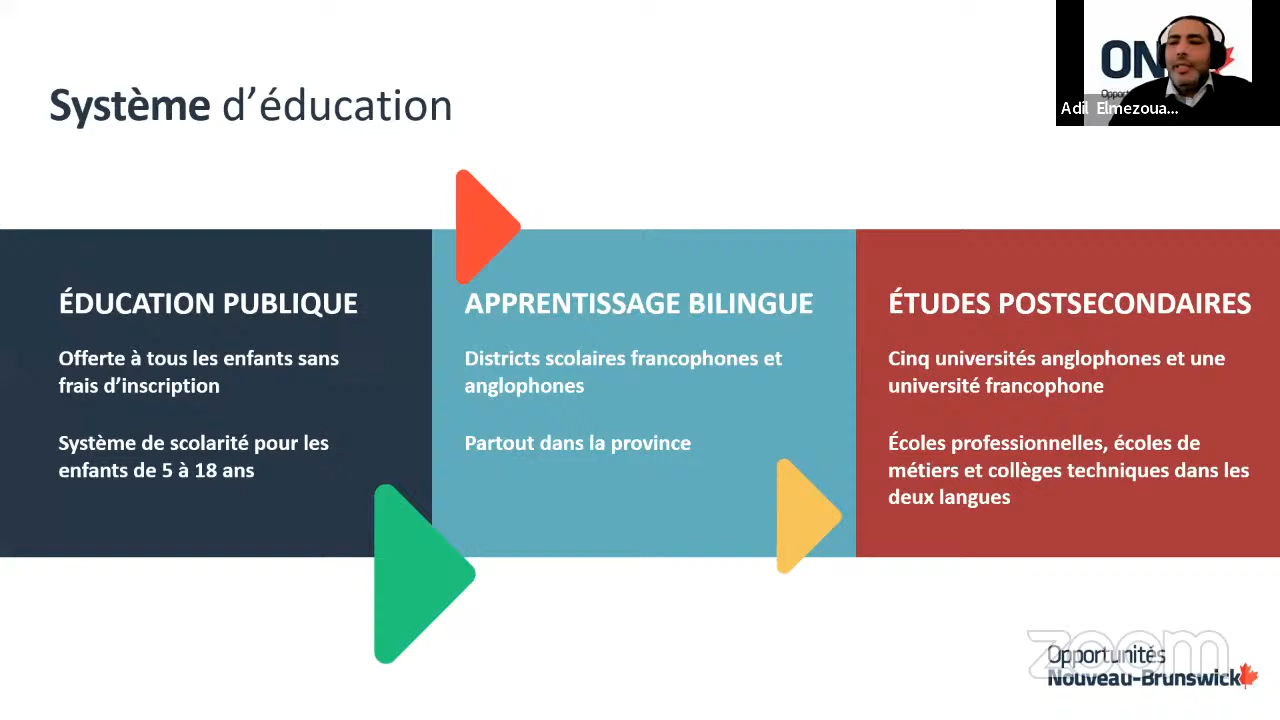 Système d'éducation
ON
Adil Elmezoua...
ÉDUCATION PUBLIQUE
Offerte à tous les enfants sans
frais d'inscription
Système de scolarité pour les
enfants de 5 à 18 ans
APPRENTISSAGE BILINGUE
Districts scolaires francophones et
anglophones
Partout dans la province
ÉTUDES POSTSECONDAIRES
Cinq universités anglophones et une
université francophone
Écoles professionnelles, écoles de
métiers et collèges techniques dans les
deux langues
zoom
Opportunités
Nouveau-Brunswick